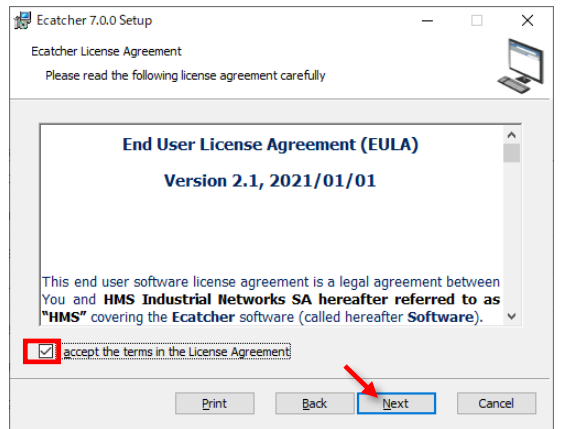 Ecatcher 7.0.0 Setup
Ecatcher License Agreement
Please read the following license agreement carefully
End User License Agreement (EULA)
Version 2.1, 2021/01/01
This end user software license agreement is a legal agreement between
You and HMS Industrial Networks SA hereafter referred to as
"HMS" covering the Ecatcher software (called hereafter Software).
accept the terms in the License Agreement
Print Back Next Cancel